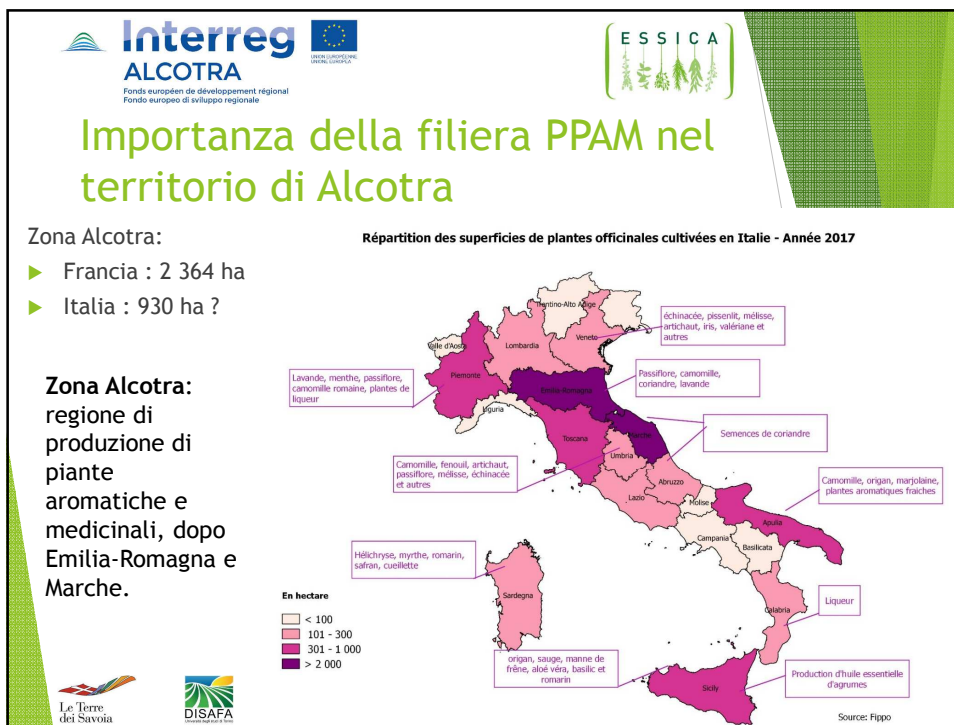 Interreg
ALCOTRA
UNION EUROPÉENNE
UNIONE EUROPEA
Fonds européen de développement régional
Fondo europeo di sviluppo regionale
ESSICA
Importanza della filiera PPAM nel
territorio di Alcotra
Zona Alcotra:
Francia : 2 364 ha
Italia : 930 ha ?
Zona Alcotra:
regione di
produzione di
piante
aromatiche e
medicinali, dopo
Emilia-Romagna e
Marche.
Répartition des superficies de plantes officinales cultivées en Italie - Année 2017
Trentino-Alto Adige
Valle d'Aosta
Lombardia
Veneto
échinacée, pissenlit, mélisse,
artichaut, iris, valériane et
autres
Piemonte
Lavande, menthe, passiflore,
camomille romaine, plantes de
liqueur
Emilia Romagna
Passiflore, camomille,
coriandre, lavande
Liguria
Toscana
Marche
Semences de coriandre
Umbria
Camomille, fenouil, artichaut,
passiflore, mélisse, échinacée
et autres
Lazio
Abruzzo
Molise
Camomille, origan, marjolaine,
plantes aromatiques fraiches
Apulia
Campania
Basilicata
Hélichryse, myrthe, romarin,
safran, cueillette
Sardegna
Calabria
Liqueur
En hectare
< 100
101 - 300
301 - 1 000
> 2 000
origan, sauge, manne de
frêne, aloé véra, basilic et
romarin
Sicily
Production d'huile essentielle
d'agrumes
Source: Fippo
Le Terre
dei Savoia
DISAFA
Università degli studi di Torino